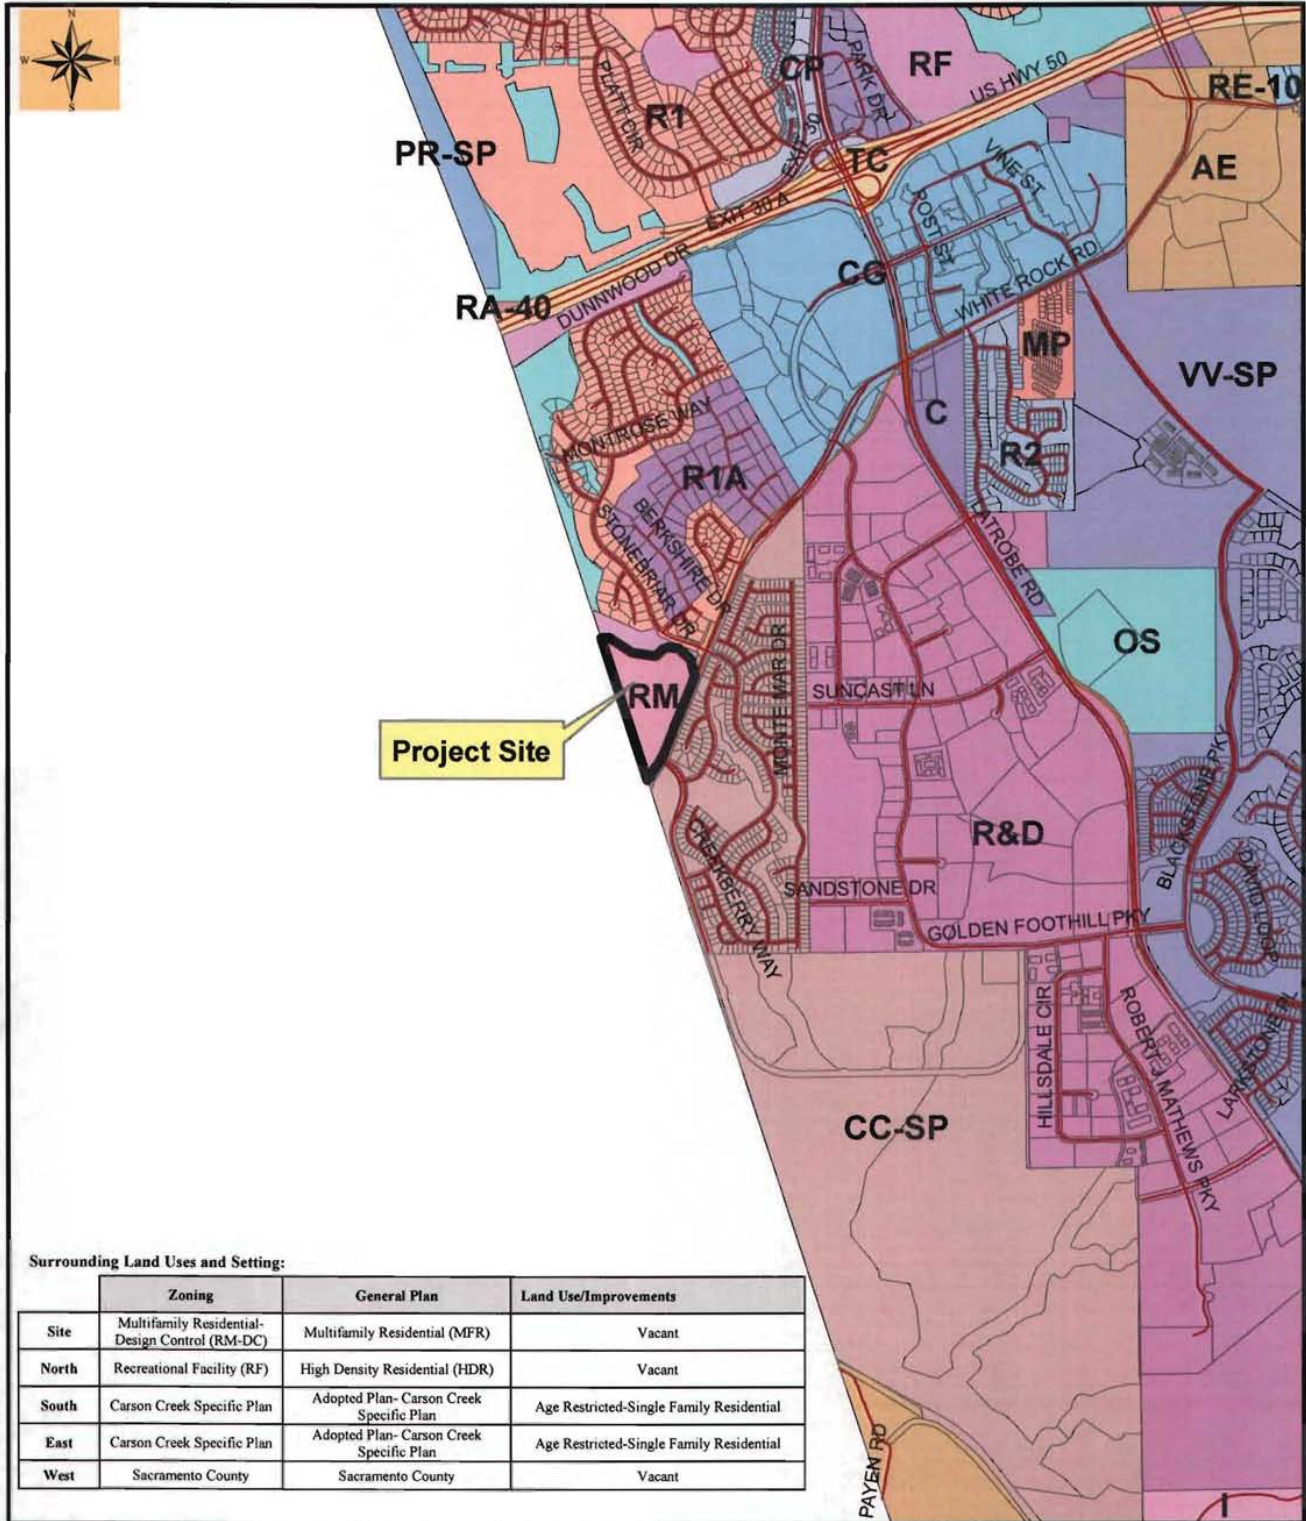 N
W
E
S
PLATT CIR
R1
CP
PARK DR
RF
US HWY 50
RE-10
PR-SP
EXIT 30
TC
AE
VINE ST
POST ST
EXIT 30 A
RA-40
DUNNWOOD DR
CG
WHITE ROCK RD
MP
VV-SP
C
R2
MONTROSE WAY
R1A
STONEBRIAR DR
BERKSHIRE DR
LATROBE RD
OS
MONTE MAR DR
SUNCAST LN
RM
Project Site
BLACKSTONE PKY
R&D
CREEKBERRY WAY
SANDSTONE DR
GOLDEN FOOTHILL PKY
DAVID LOOP
HILLSDALE CIR
ROBERT J MATHEWS PKY
LARKSTONE PL
CC-SP
PAYEN RD
I
Surrounding Land Uses and Setting:
Zoning General Plan Land Use/Improvements
Site Multifamily Residential-
Design Control (RM-DC) Multifamily Residential (MFR) Vacant
North Recreational Facility (RF) High Density Residential (HDR) Vacant
South Carson Creek Specific Plan Adopted Plan- Carson Creek
Specific Plan Age Restricted-Single Family Residential
East Carson Creek Specific Plan Adopted Plan- Carson Creek
Specific Plan Age Restricted-Single Family Residential
West Sacramento County Sacramento County Vacant